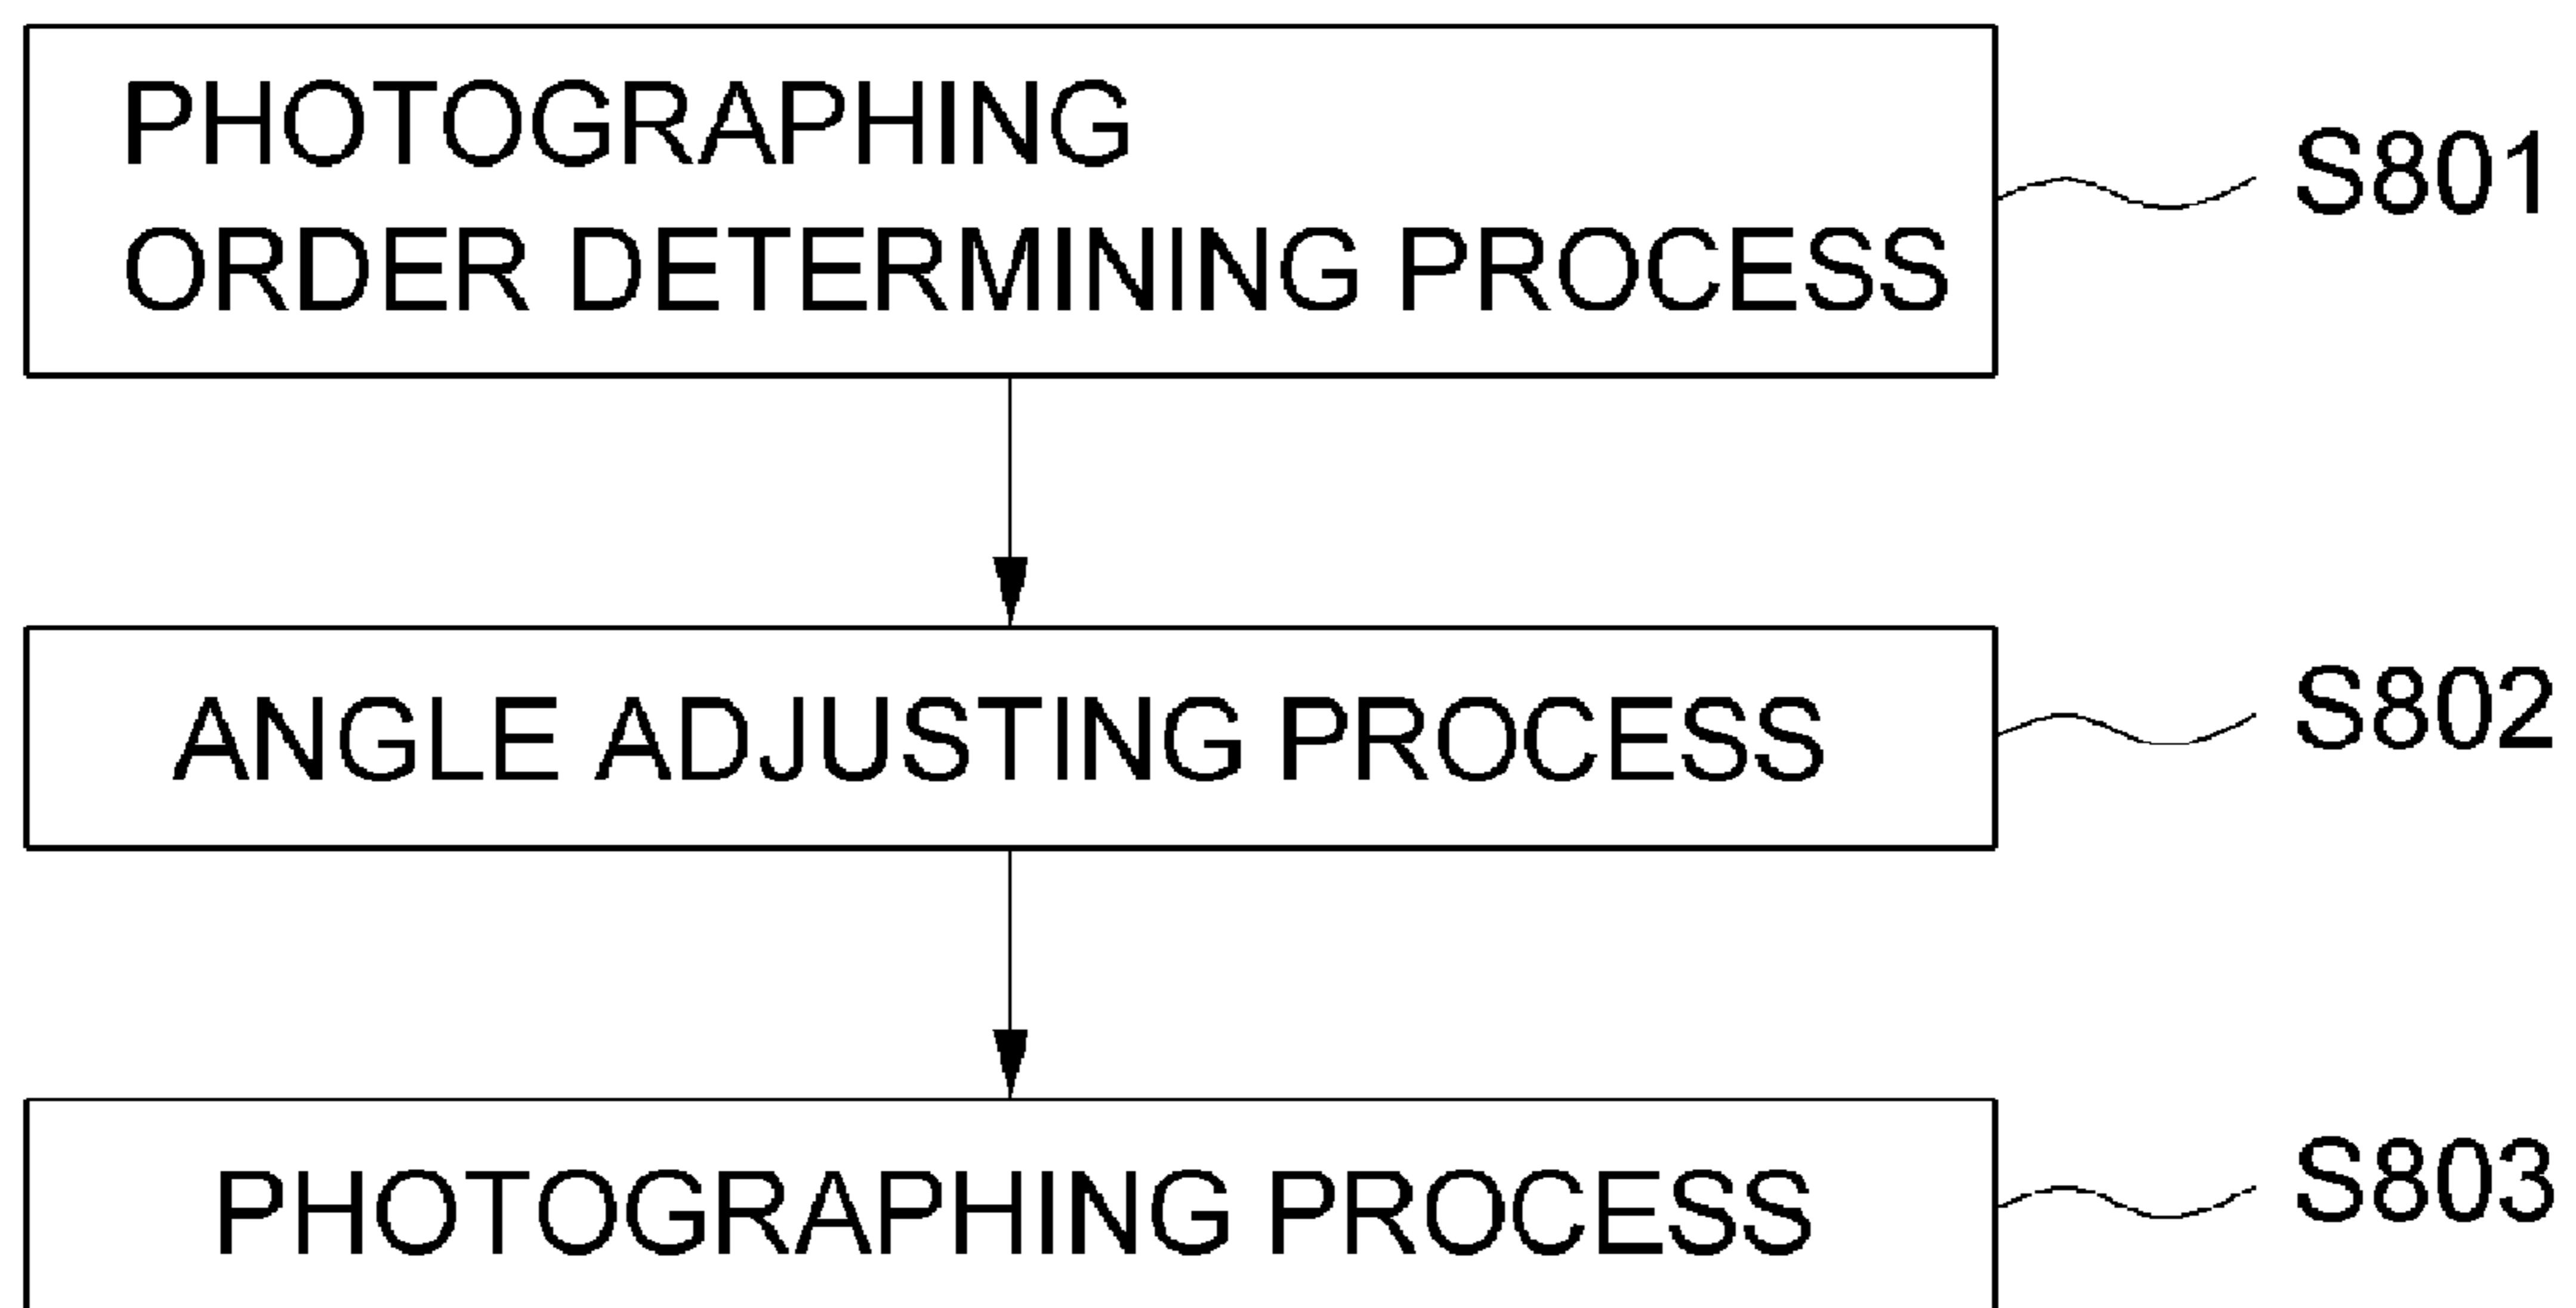 PHOTOGRAPHING
ORDER DETERMINING PROCESS
S801
ANGLE ADJUSTING PROCESS
S802
PHOTOGRAPHING PROCESS
S803